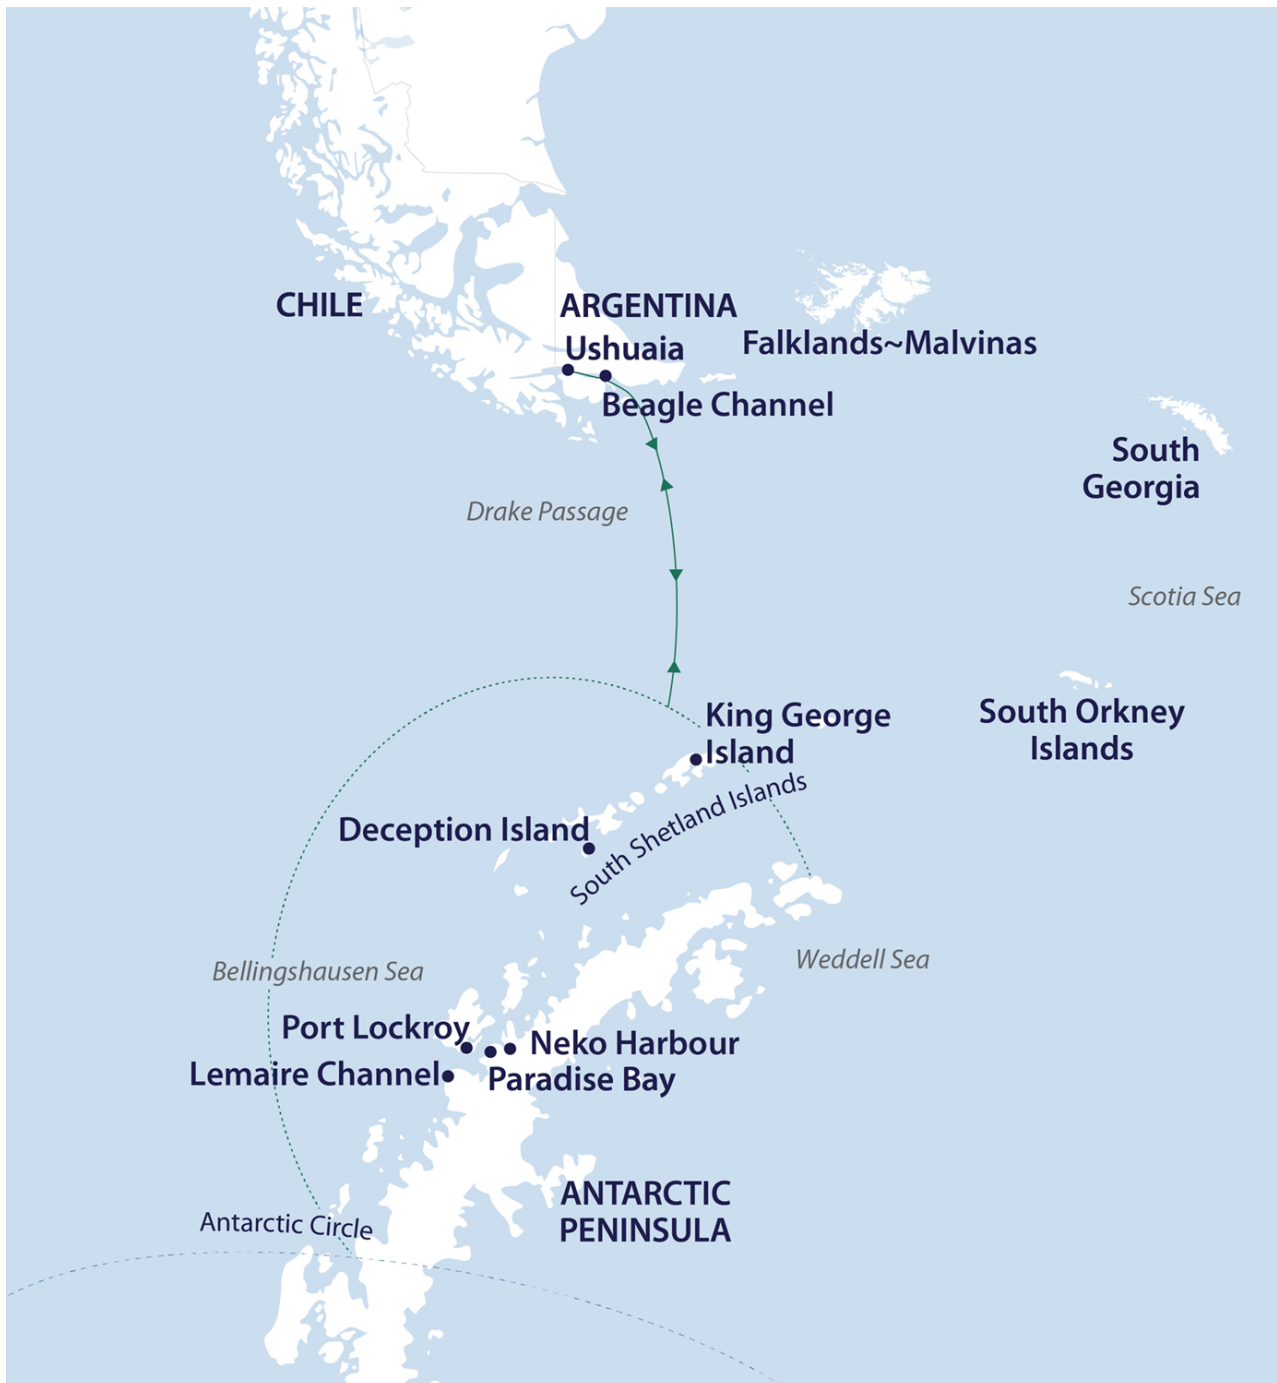 CHILE
ARGENTINA
Ushuaia
Falklands~Malvinas
Beagle Channel
South
Georgia
Drake Passage
Scotia Sea
King George
Island
South Orkney
Islands
Deception Island
South Shetland Islands
Weddell Sea
Bellingshausen Sea
Port Lockroy
Neko Harbour
Lemaire Channel
Paradise Bay
ANTARCTIC
PENINSULA
Antarctic Circle